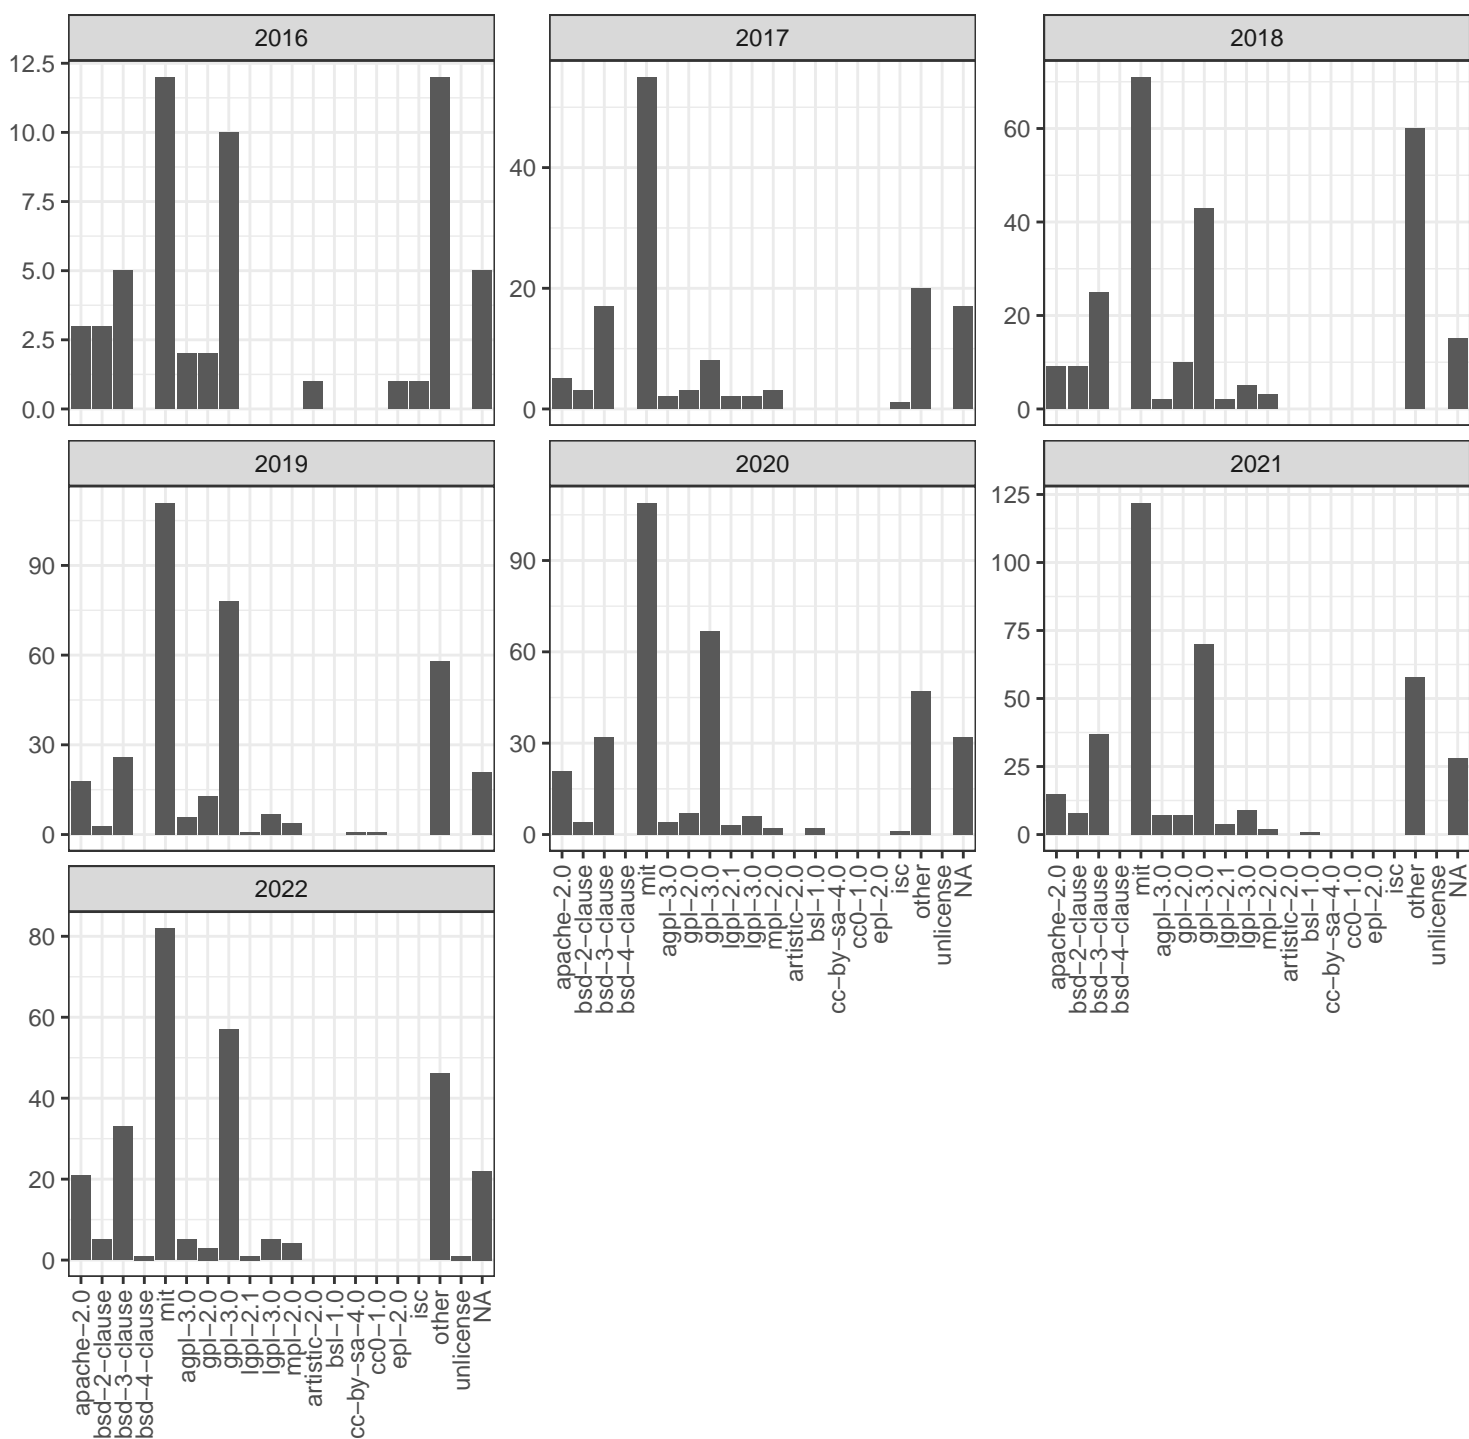 2016
12.5
10.0
7.5
5.0
2.5
0.0
2017
40
20
0
2018
60
40
20
0
2019
90
60
30
0
2020
90
60
30
0
apache−2.0
bsd−2−clause
bsd−3−clause
bsd−4−clause
mit
agpl−3.0
gpl−2.0
gpl−3.0
lgpl−2.1
lgpl−3.0
mpl−2.0
artistic−2.0
bsl−1.0
cc−by−sa−4.0
cc0−1.0
epl−2.0
isc
other
unlicense
NA
2021
125
100
75
50
25
0
apache−2.0
bsd−2−clause
bsd−3−clause
bsd−4−clause
mit
agpl−3.0
gpl−2.0
gpl−3.0
lgpl−2.1
lgpl−3.0
mpl−2.0
artistic−2.0
bsl−1.0
cc−by−sa−4.0
cc0−1.0
epl−2.0
isc
other
unlicense
NA
2022
80
60
40
20
0
apache−2.0
bsd−2−clause
bsd−3−clause
bsd−4−clause
mit
agpl−3.0
gpl−2.0
gpl−3.0
lgpl−2.1
lgpl−3.0
mpl−2.0
artistic−2.0
bsl−1.0
cc−by−sa−4.0
cc0−1.0
epl−2.0
isc
other
unlicense
NA